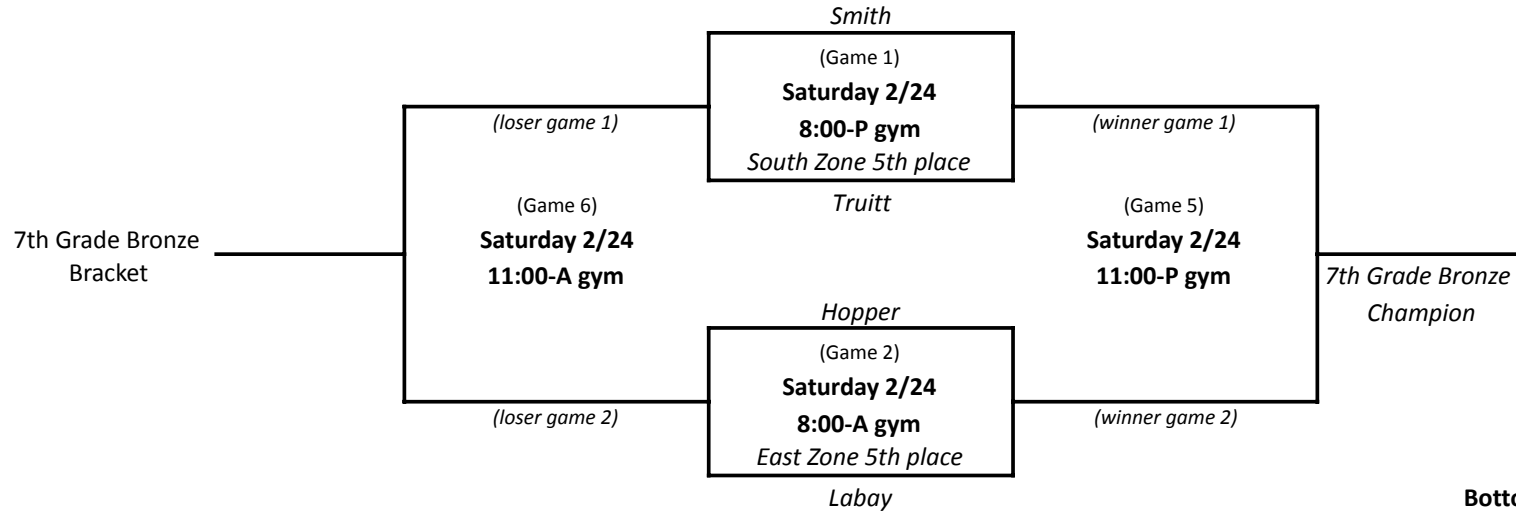 Smith
(Game 1)
Saturday 2/24
8:00-P gym
South Zone 5th place
Truitt
(loser game 1)
(winner game 1)
(Game 6)
Saturday 2/24
11:00-A gym
(Game 5)
Saturday 2/24
11:00-P gym
7th Grade Bronze
Bracket
7th Grade Bronze
Champion
Hopper
(Game 2)
Saturday 2/24
8:00-A gym
East Zone 5th place
Labay
(loser game 2)
(winner game 2)